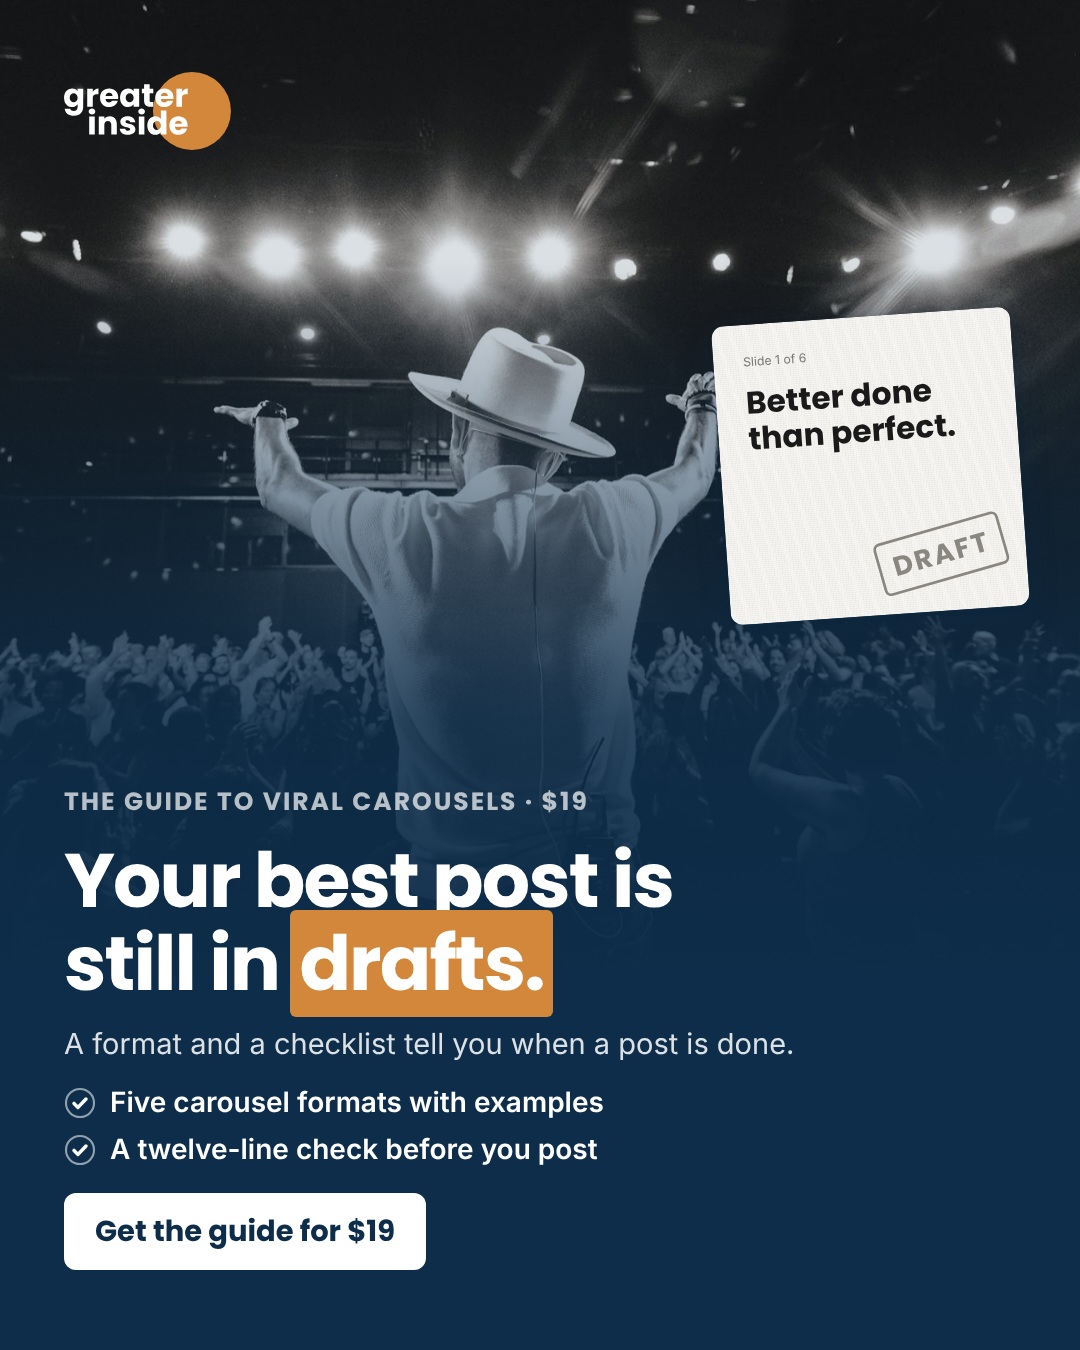 greater
inside
Slide 1 of 6
Better done
than perfect.
DRAFT
THE GUIDE TO VIRAL CAROUSELS · $19
Your best post is
still in drafts.
A format and a checklist tell you when a post is done.
Five carousel formats with examples
A twelve-line check before you post
Get the guide for $19